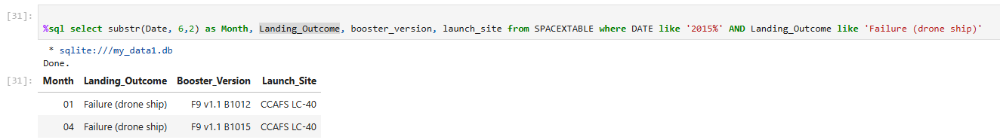 [31]:
%sql select substr(Date, 6,2) as Month, Landing_Outcome, booster_version, launch_site from SPACEXTABLE where DATE like '2015%' AND Landing_Outcome like 'Failure (drone ship)'
* sqlite:///my_data1.db
Done.
[31]: Month Landing_Outcome Booster_Version Launch_Site
01 Failure (drone ship) F9 v1.1 B1012 CCAFS LC-40
04 Failure (drone ship) F9 v1.1 B1015 CCAFS LC-40